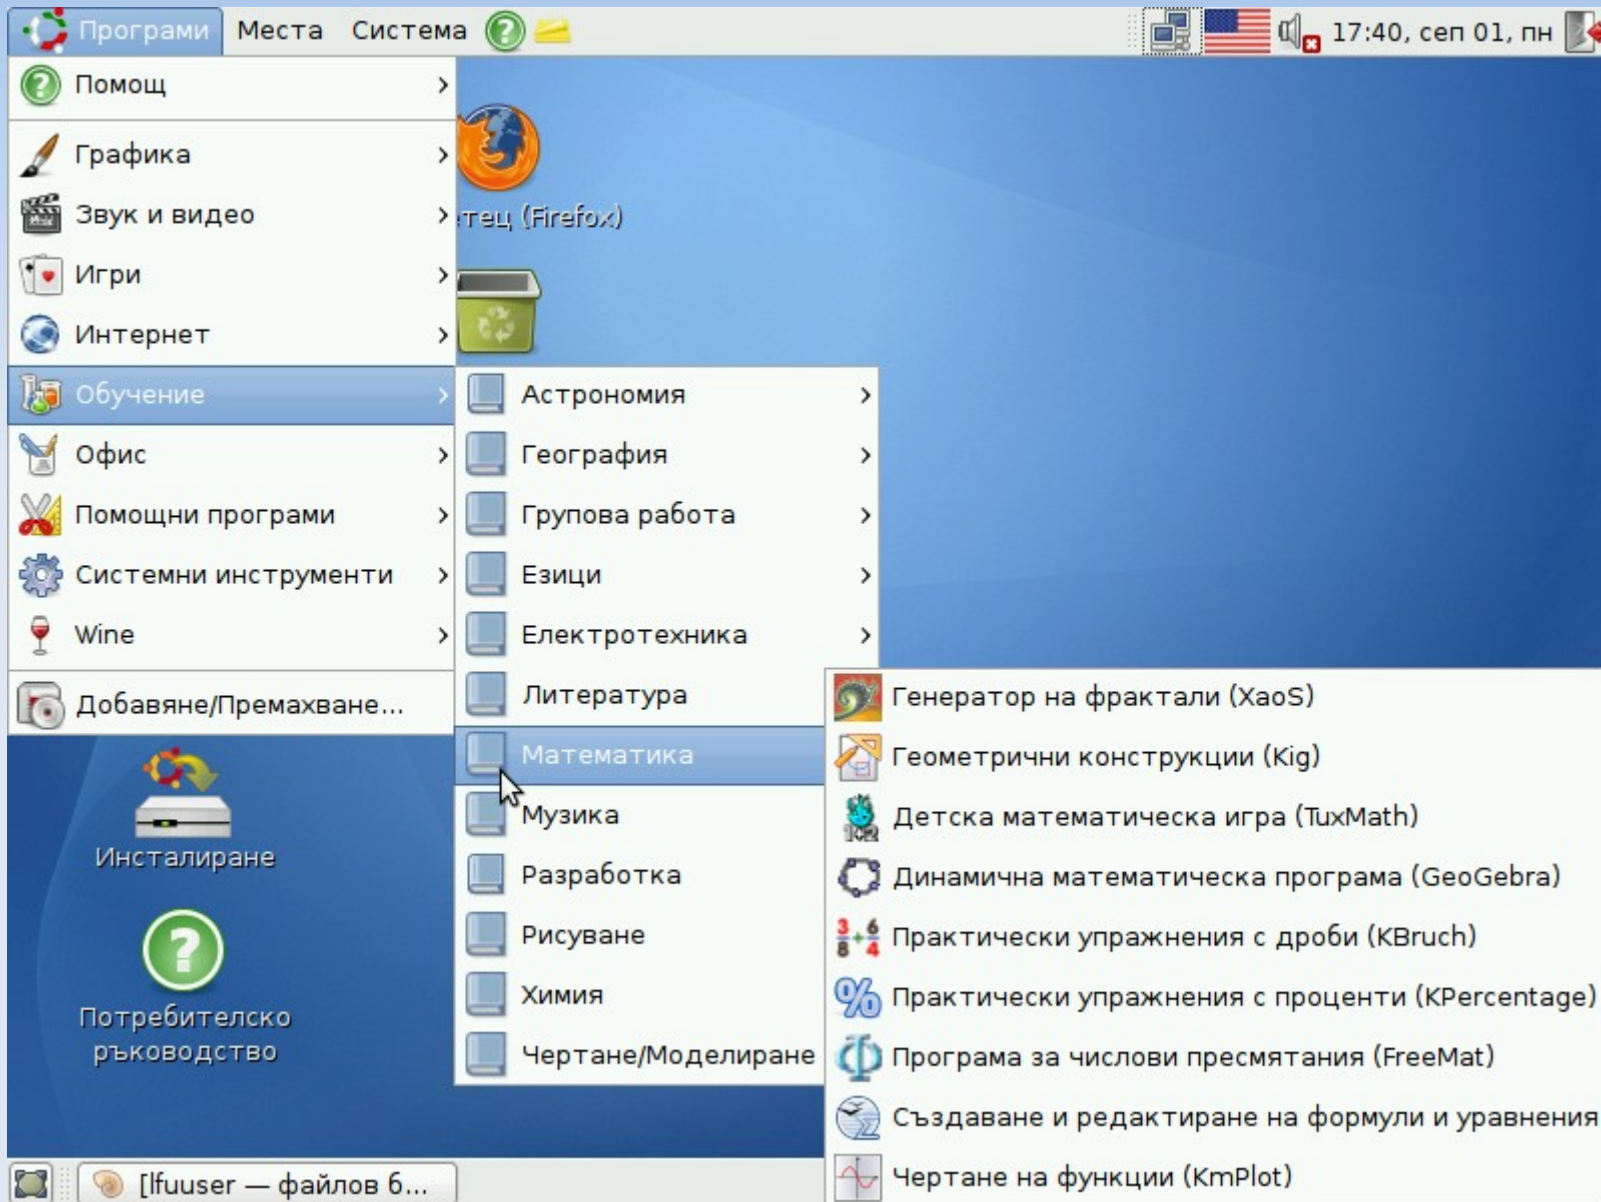 Програми Места Система 17:40, сеп 01, пн
Помощ
Графика
Звук и видео
Игри
Интернет
Обучение
Офис
Помощни програми
Системни инструменти
Wine
Добавяне/Премахване...
(Firefox)
Астрономия
География
Групова работа
Езици
Електротехника
Литература
Математика
Музика
Разработка
Рисуване
Химия
Чертане/Моделиране
Генератор на фрактали (XaoS)
Геометрични конструкции (Kig)
Детска математическа игра (TuxMath)
Динамична математическа програма (GeoGebra)
Практически упражнения с дроби (KBruch)
Практически упражнения с проценти (KPercentage)
Програма за числови пресмятания (FreeMat)
Създаване и редактиране на формули и уравнения
Чертане на функции (KmPlot)
Инсталиране
Потребителско
ръководство
[lfuuser — файлов б...